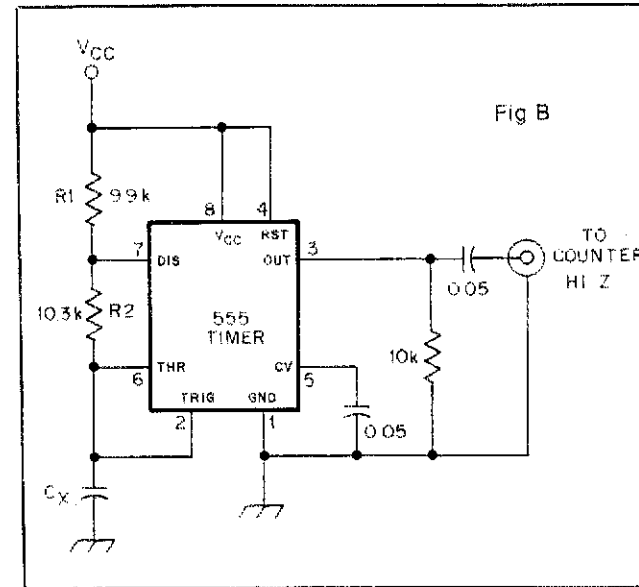 VCC
Fig B
R1 9.9k
8 4
VCC RST
7 DIS OUT 3
TO COUNTER HI Z
0.05
10.3k R2
555 TIMER
10k
6 THR CV 5
TRIG GND
2 1
0.05
CX